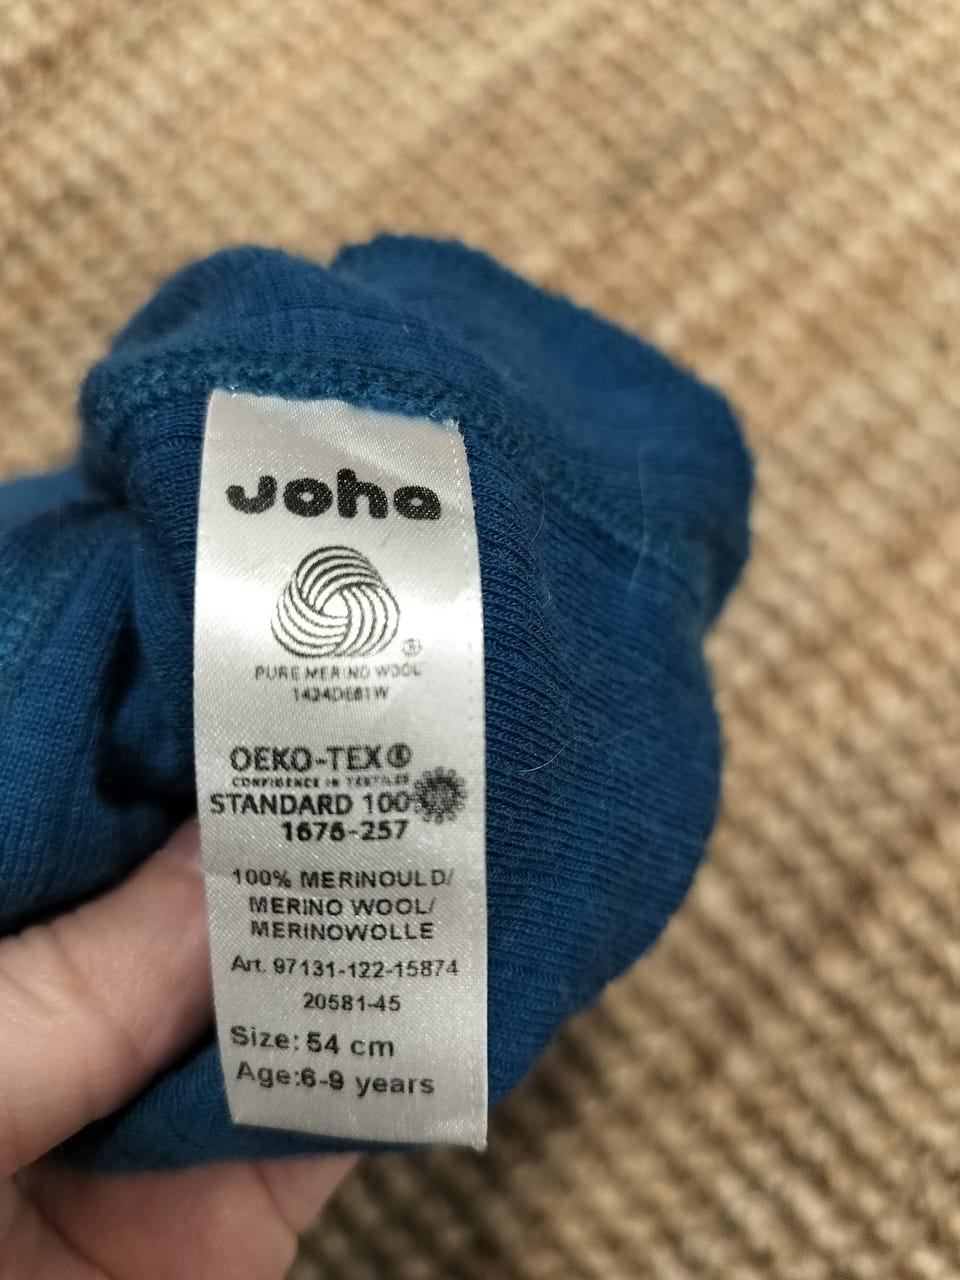 Joha
PURE MERINO WOOL
1424DE61W
OEKO-TEX®
CONFIDENCE IN TEXTILES
STANDARD 100
1676-257
100% MERINOULD/
MERINO WOOL/
MERINOWOLLE
Art. 97131-122-15874
20581-45
Size: 54 cm
Age:6-9 years